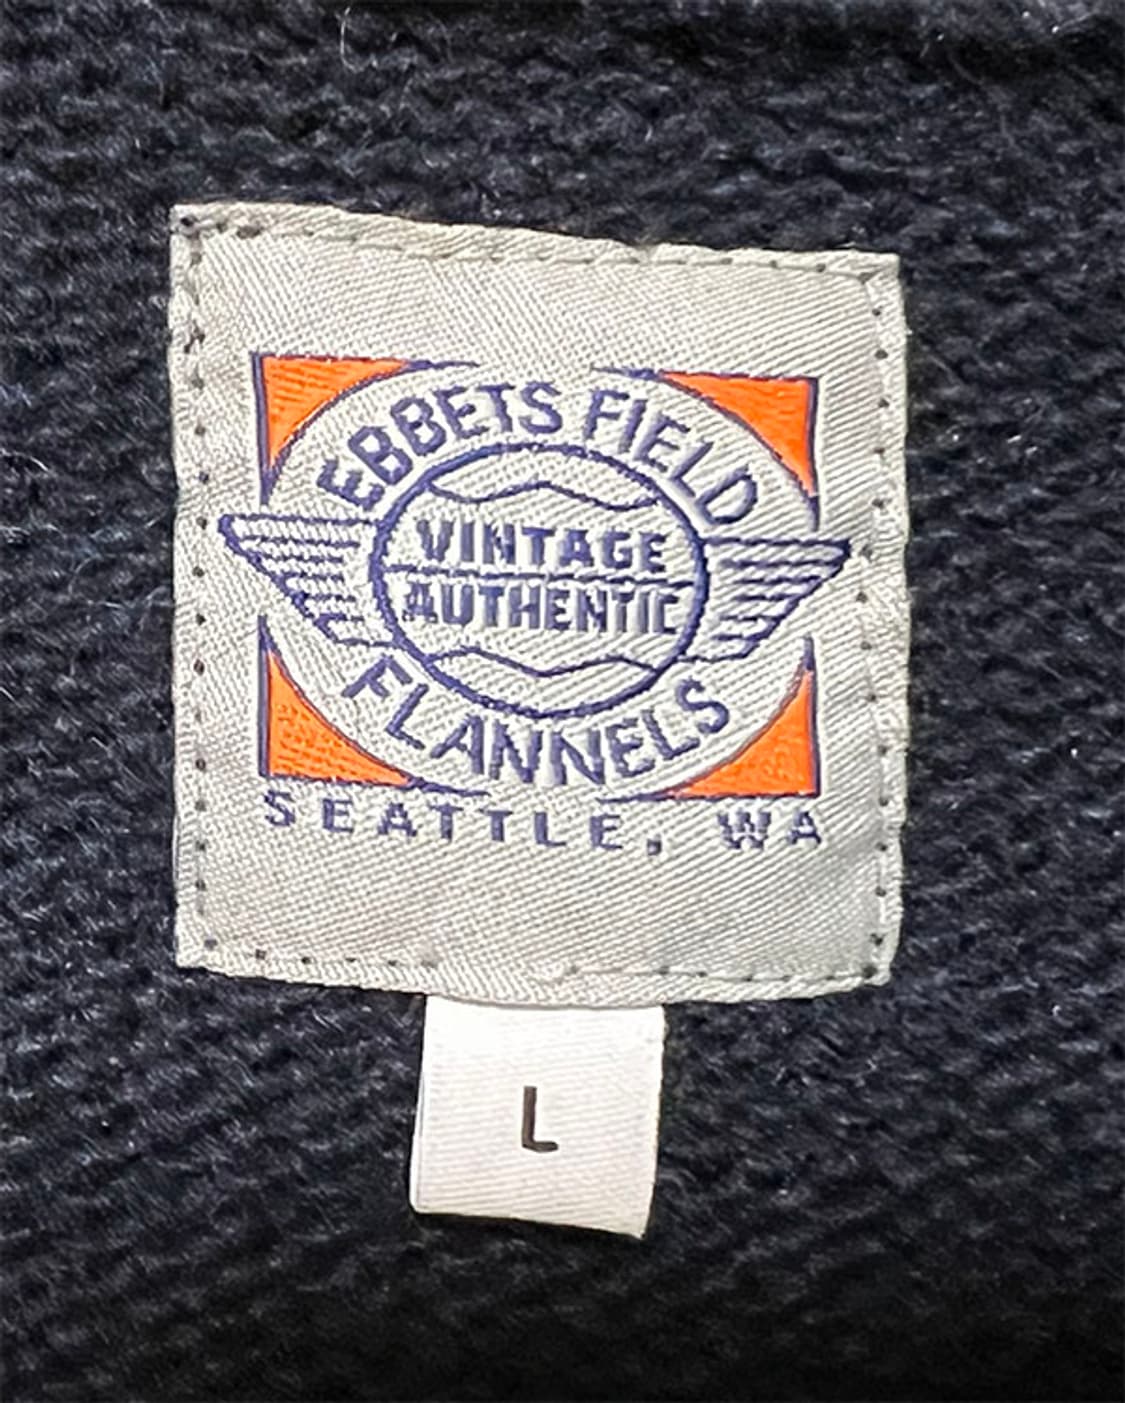 EBBETS FIELD
VINTAGE
AUTHENTIC
FLANNELS
SEATTLE, WA
L